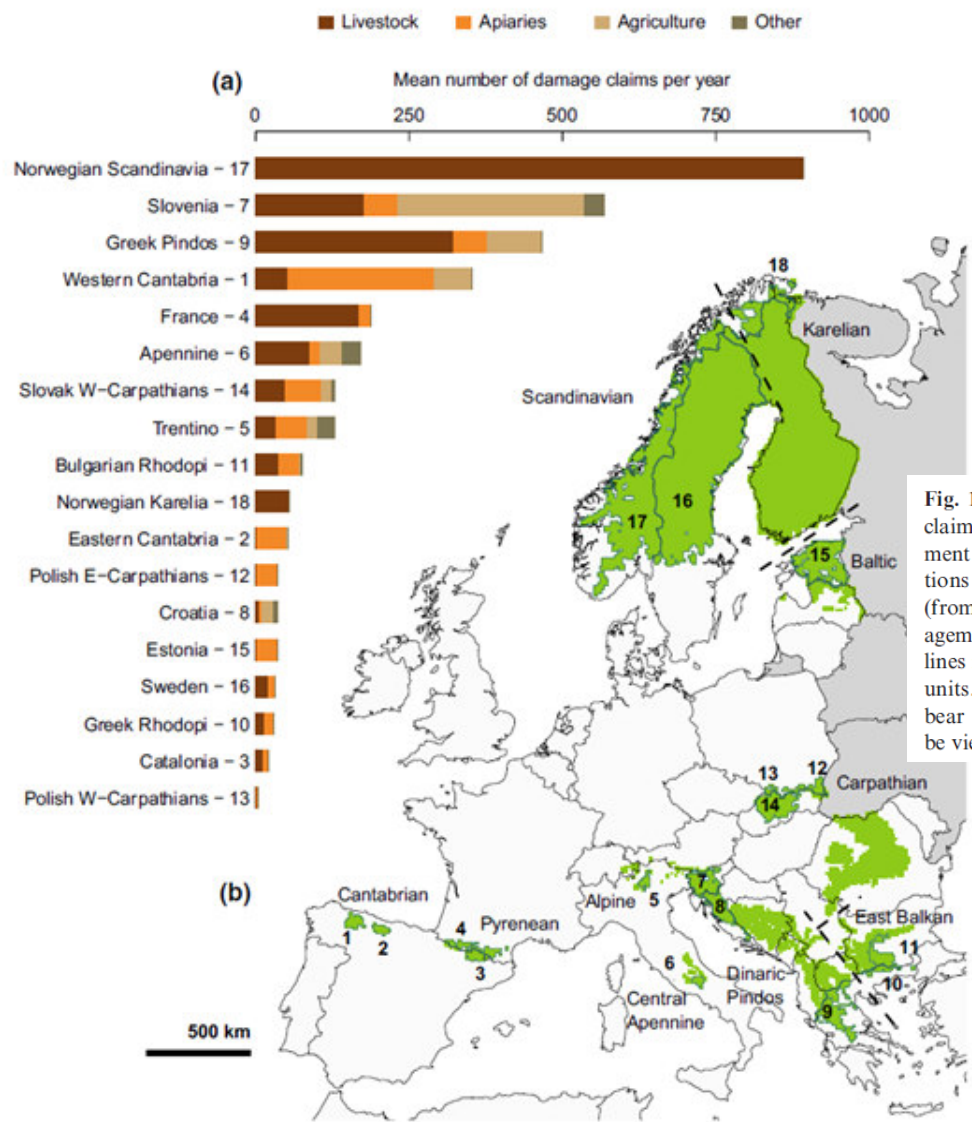 Livestock Apiaries Agriculture Other
(a)
Mean number of damage claims per year
0 250 500 750 1000
Norwegian Scandinavia − 17
Slovenia − 7
Greek Pindos − 9
Western Cantabria − 1
France − 4
Apennine − 6
Slovak W−Carpathians − 14
Trentino − 5
Bulgarian Rhodopi − 11
Norwegian Karelia − 18
Eastern Cantabria − 2
Polish E−Carpathians − 12
Croatia − 8
Estonia − 15
Sweden − 16
Greek Rhodopi − 10
Catalonia − 3
Polish W−Carpathians − 13
18
Karelian
Scandinavian
17
16
15
Baltic
Fig. 1
claim
ment
tions
(from
agem
lines
units.
bear
be vie
13
12
14
Carpathian
(b)
Cantabrian
1
2
4
Pyrenean
3
Alpine
5
7
8
East Balkan
11
10
6
Central
Apennine
Dinaric
Pindos
9
500 km